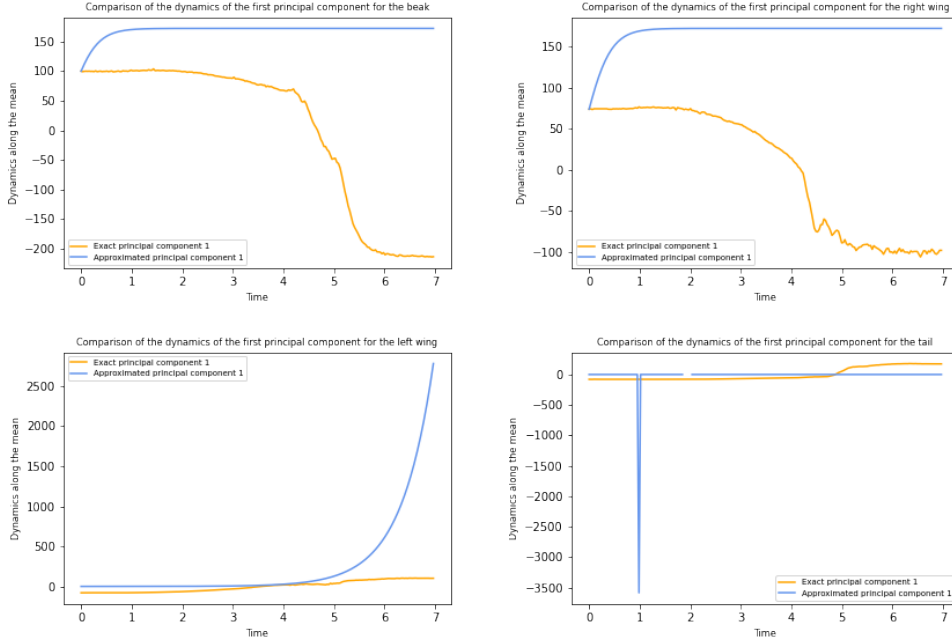 Comparison of the dynamics of the first principal component for the beak
Dynamics along the mean
150
100
50
0
−50
−100
−150
−200
Exact principal component 1
Approximated principal component 1
0 1 2 3 4 5 6 7
Time
Comparison of the dynamics of the first principal component for the right wing
Dynamics along the mean
150
100
50
0
−50
−100
Exact principal component 1
Approximated principal component 1
0 1 2 3 4 5 6 7
Time
Comparison of the dynamics of the first principal component for the left wing
Dynamics along the mean
Exact principal component 1
Approximated principal component 1
2500
2000
1500
1000
500
0
0 1 2 3 4 5 6 7
Time
Comparison of the dynamics of the first principal component for the tail
Dynamics along the mean
0
−500
−1000
−1500
−2000
−2500
−3000
−3500
Exact principal component 1
Approximated principal component 1
0 1 2 3 4 5 6 7
Time